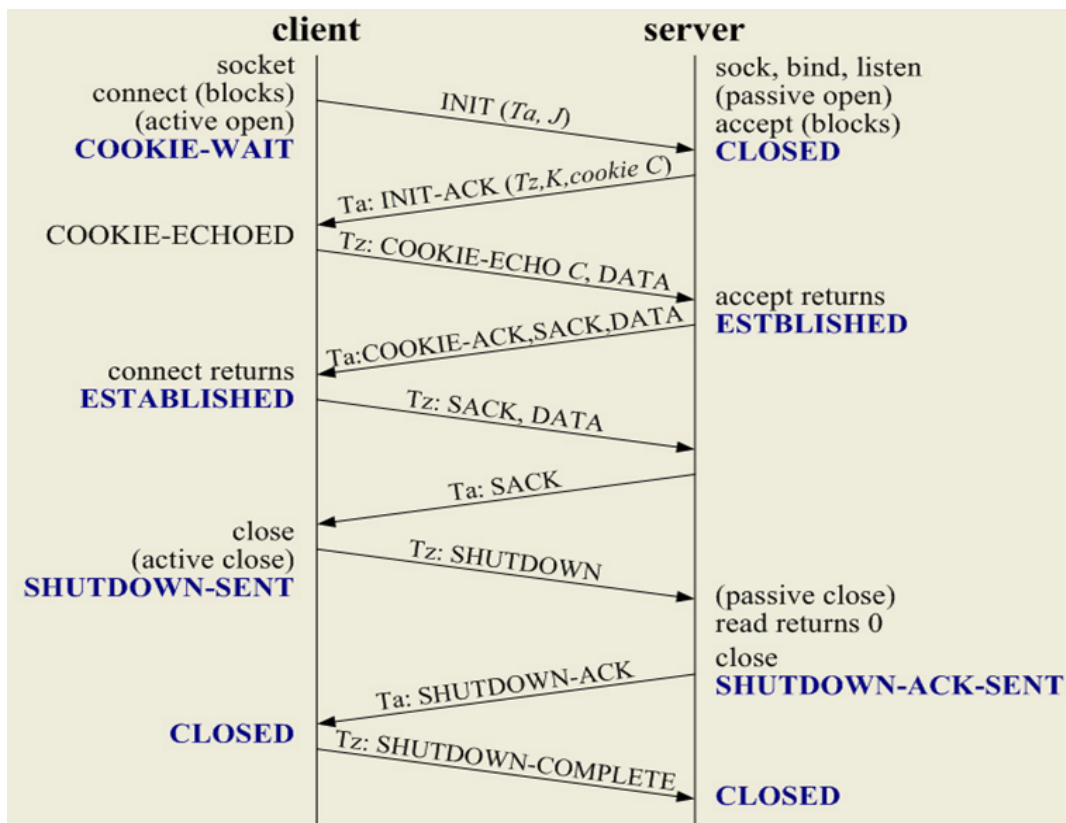 client
server
socket
connect (blocks)
(active open)
COOKIE-WAIT
sock, bind, listen
(passive open)
accept (blocks)
CLOSED
INIT (Ta, J)
Ta: INIT-ACK (Tz,K,cookie C)
COOKIE-ECHOED
Tz: COOKIE-ECHO C, DATA
accept returns
ESTBLISHED
Ta:COOKIE-ACK,SACK,DATA
connect returns
ESTABLISHED
Tz: SACK, DATA
Ta: SACK
close
(active close)
SHUTDOWN-SENT
Tz: SHUTDOWN
(passive close)
read returns 0
close
SHUTDOWN-ACK-SENT
Ta: SHUTDOWN-ACK
CLOSED
Tz: SHUTDOWN-COMPLETE
CLOSED